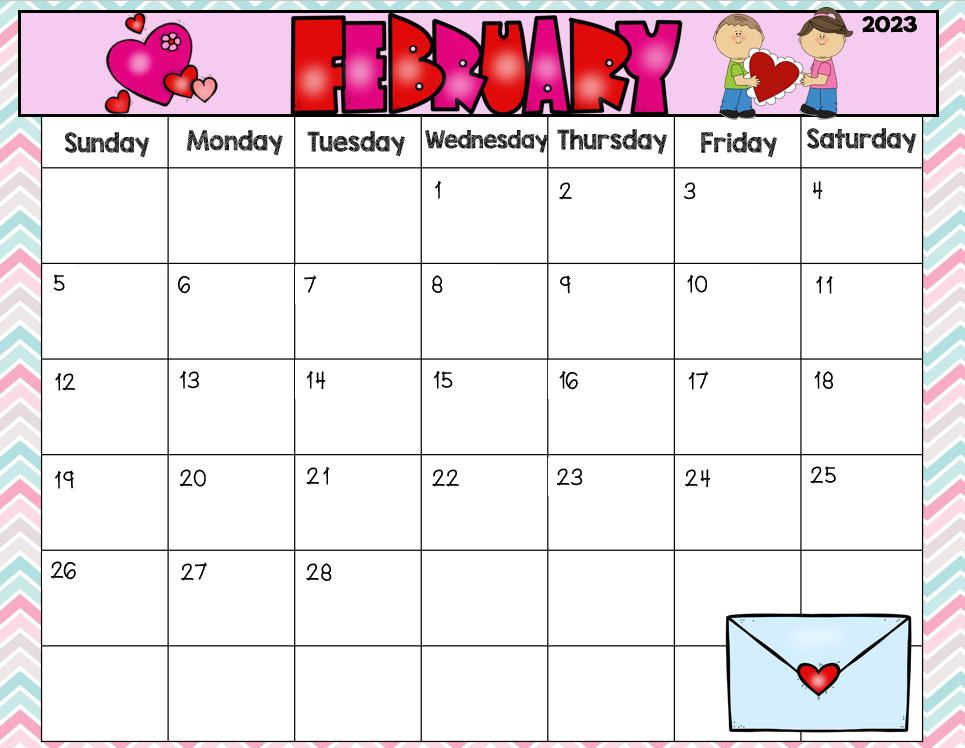 FEBRUARY 2023
Sunday Monday Tuesday Wednesday Thursday Friday Saturday
1 2 3 4
5 6 7 8 9 10 11
12 13 14 15 16 17 18
19 20 21 22 23 24 25
26 27 28